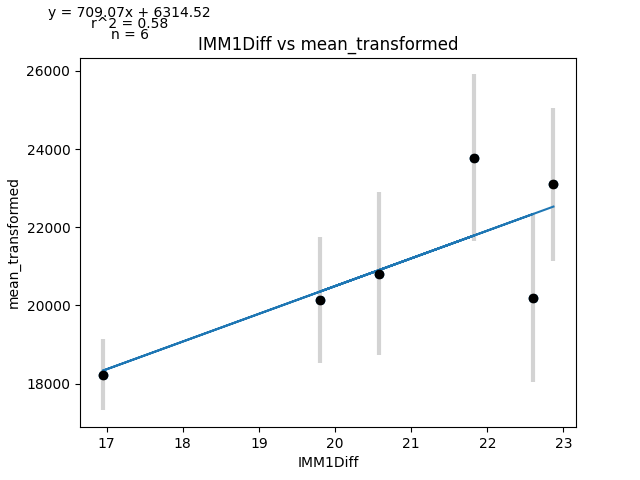 y = 709.07x + 6314.52
r^2 = 0.58
n = 6
IMM1Diff vs mean_transformed
26000
24000
22000
20000
18000
mean_transformed
17 18 19 20 21 22 23
IMM1Diff